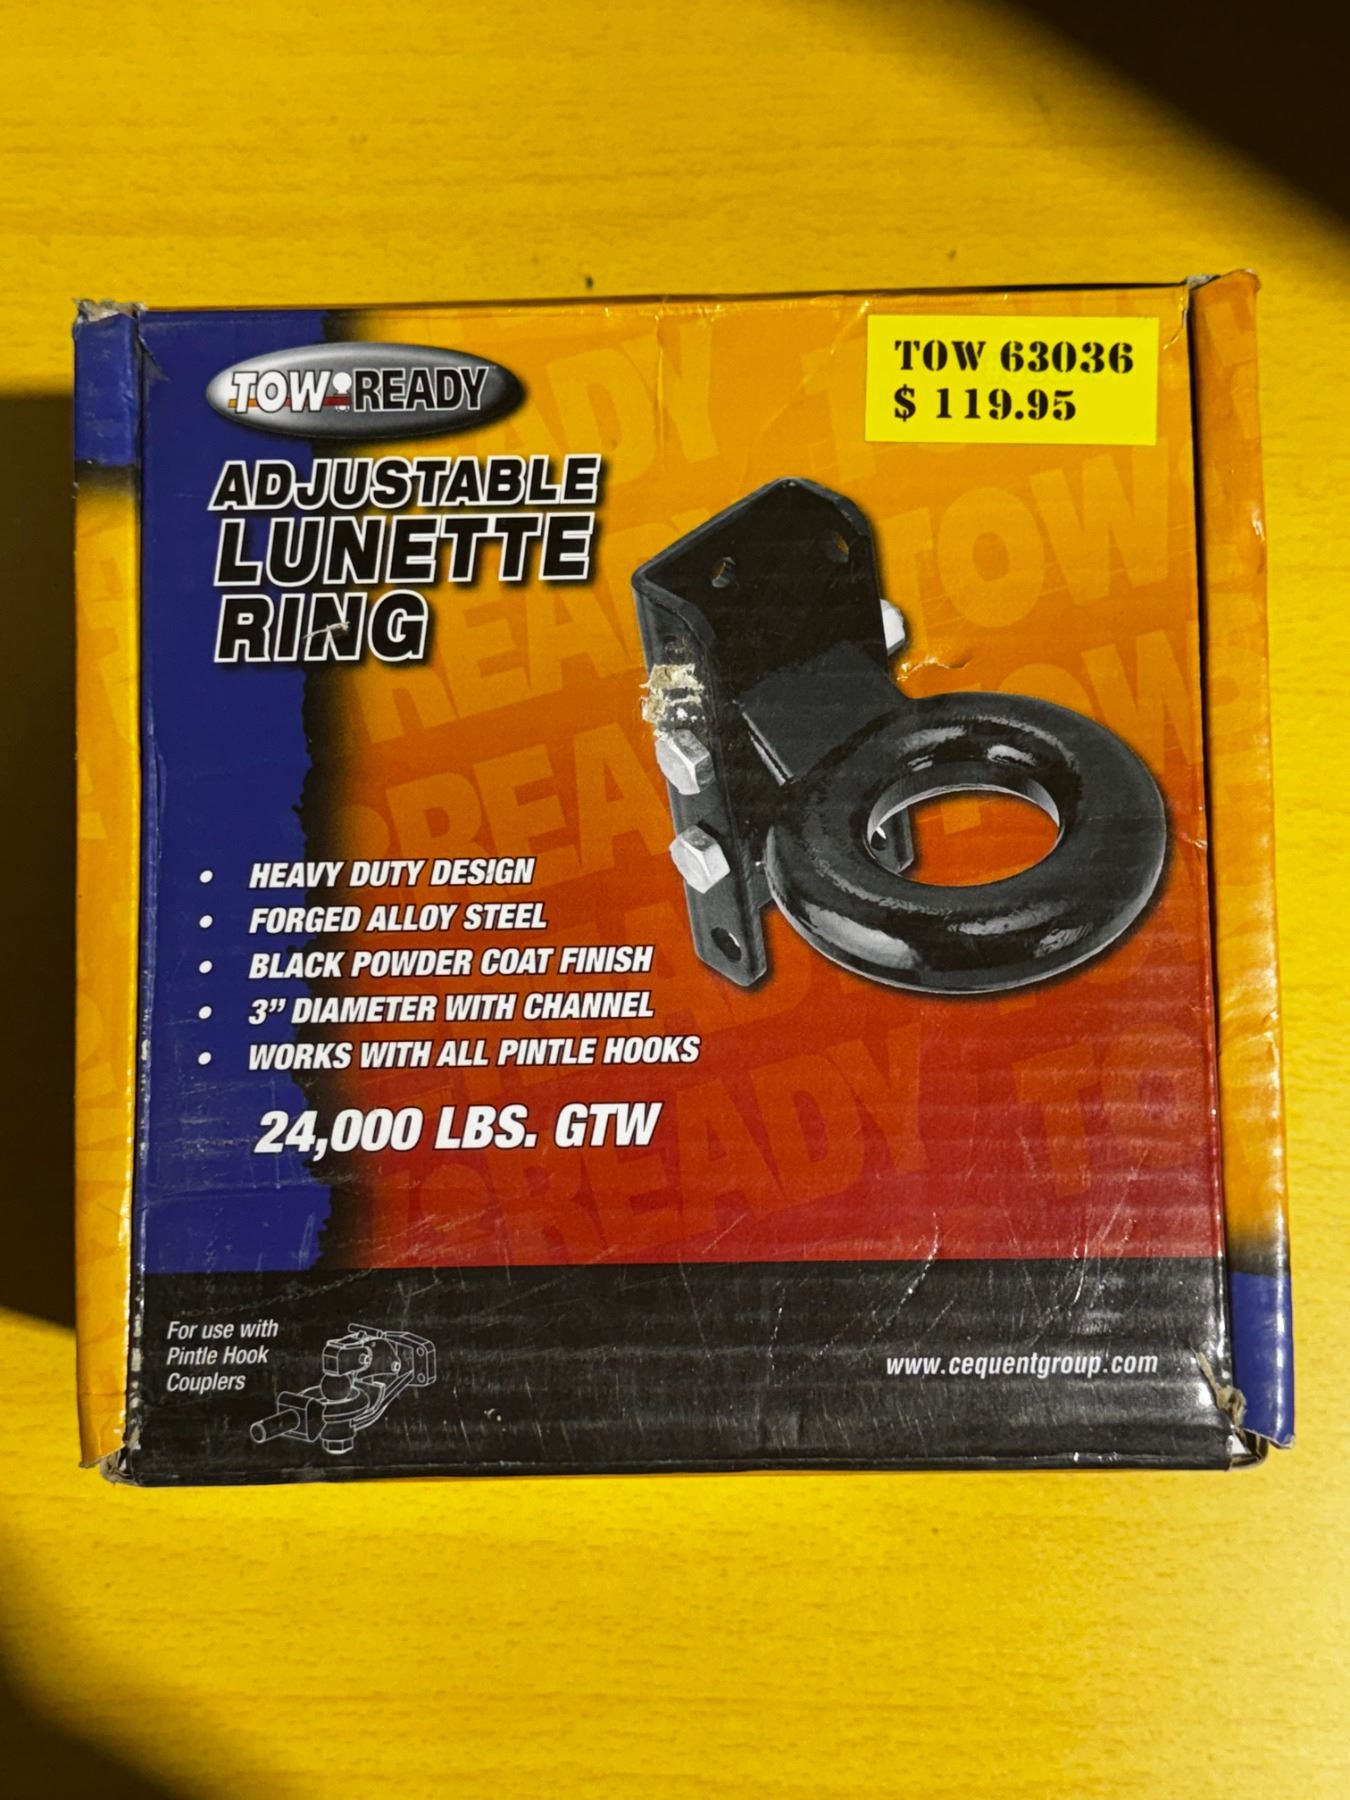 TOW READY
TOW 63036
$ 119.95
ADJUSTABLE
LUNETTE
RING
• HEAVY DUTY DESIGN
• FORGED ALLOY STEEL
• BLACK POWDER COAT FINISH
• 3” DIAMETER WITH CHANNEL
• WORKS WITH ALL PINTLE HOOKS
24,000 LBS. GTW
For use with
Pintle Hook
Couplers
www.cequentgroup.com